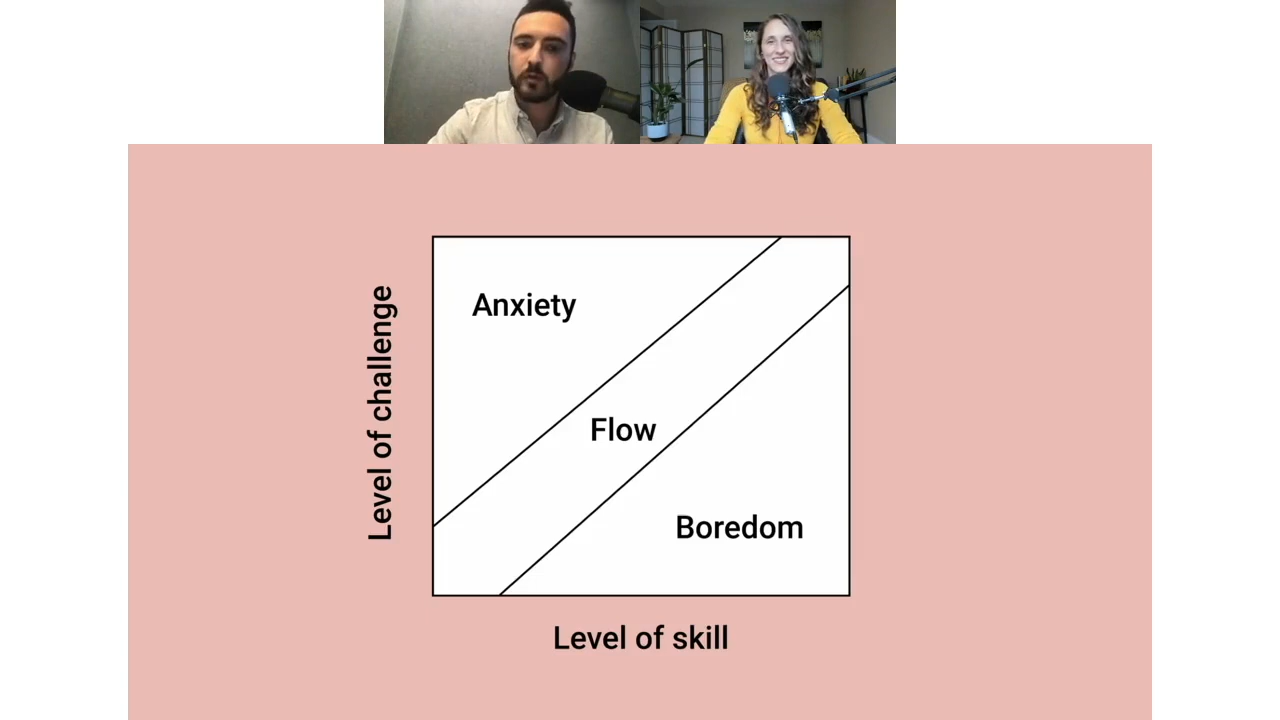 Anxiety
Level of challenge
Flow
Boredom
Level of skill